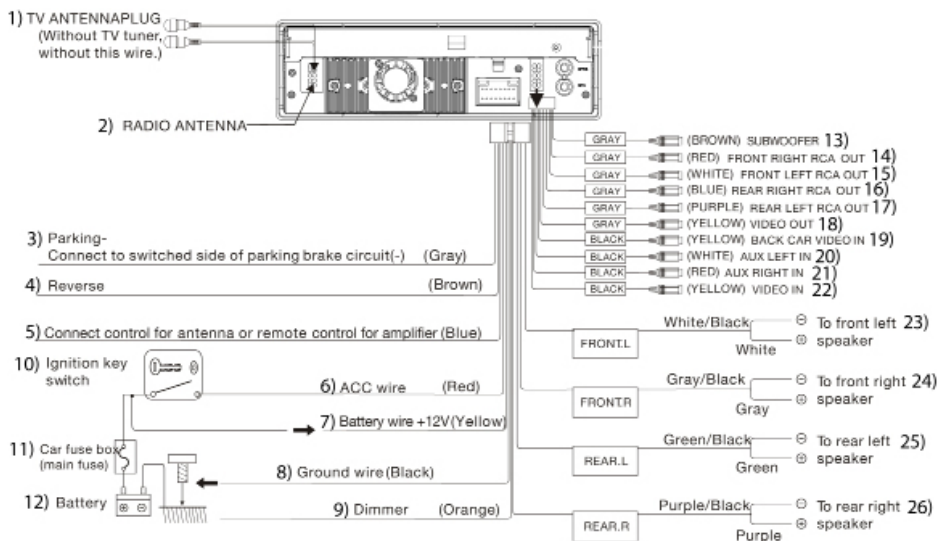 1) TV ANTENNAPLUG
(Without TV tuner,
without this wire.)
2) RADIO ANTENNA
GRAY (BROWN) SUBWOOFER 13)
GRAY (RED) FRONT RIGHT RCA OUT 14)
GRAY (WHITE) FRONT LEFT RCA OUT 15)
GRAY (BLUE) REAR RIGHT RCA OUT 16)
GRAY (PURPLE) REAR LEFT RCA OUT 17)
GRAY (YELLOW) VIDEO OUT 18)
BLACK (YELLOW) BACK CAR VIDEO IN 19)
BLACK (WHITE) AUX LEFT IN 20)
BLACK (RED) AUX RIGHT IN 21)
BLACK (YELLOW) VIDEO IN 22)
3) Parking-
Connect to switched side of parking brake circuit(-) (Gray)
4) Reverse (Brown)
5) Connect control for antenna or remote control for amplifier (Blue)
10) Ignition key
switch
6) ACC wire (Red)
7) Battery wire +12V(Yellow)
11) Car fuse box
(main fuse)
8) Ground wire (Black)
12) Battery
9) Dimmer (Orange)
FRONT.L
White/Black
White
⊖ To front left 23)
⊕ speaker
FRONT.R
Gray/Black
Gray
⊖ To front right 24)
⊕ speaker
REAR.L
Green/Black
Green
⊖ To rear left 25)
⊕ speaker
REAR.R
Purple/Black
Purple
⊖ To rear right 26)
⊕ speaker